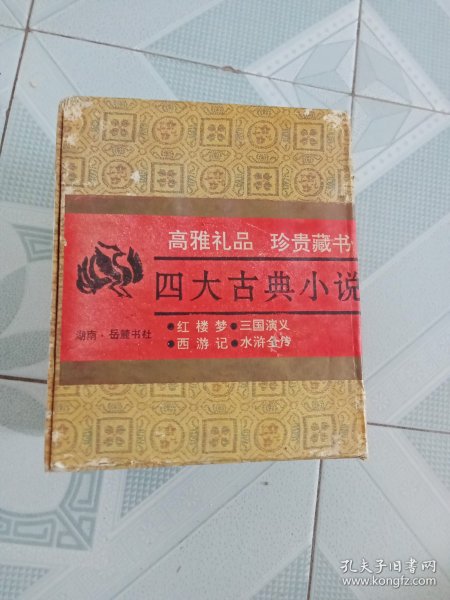 高雅礼品 珍贵藏书
四大古典小说
湖南·岳麓书社
●红楼梦●三国演义
●西游记●水浒全传
孔夫子旧书网
www.kongfz.com